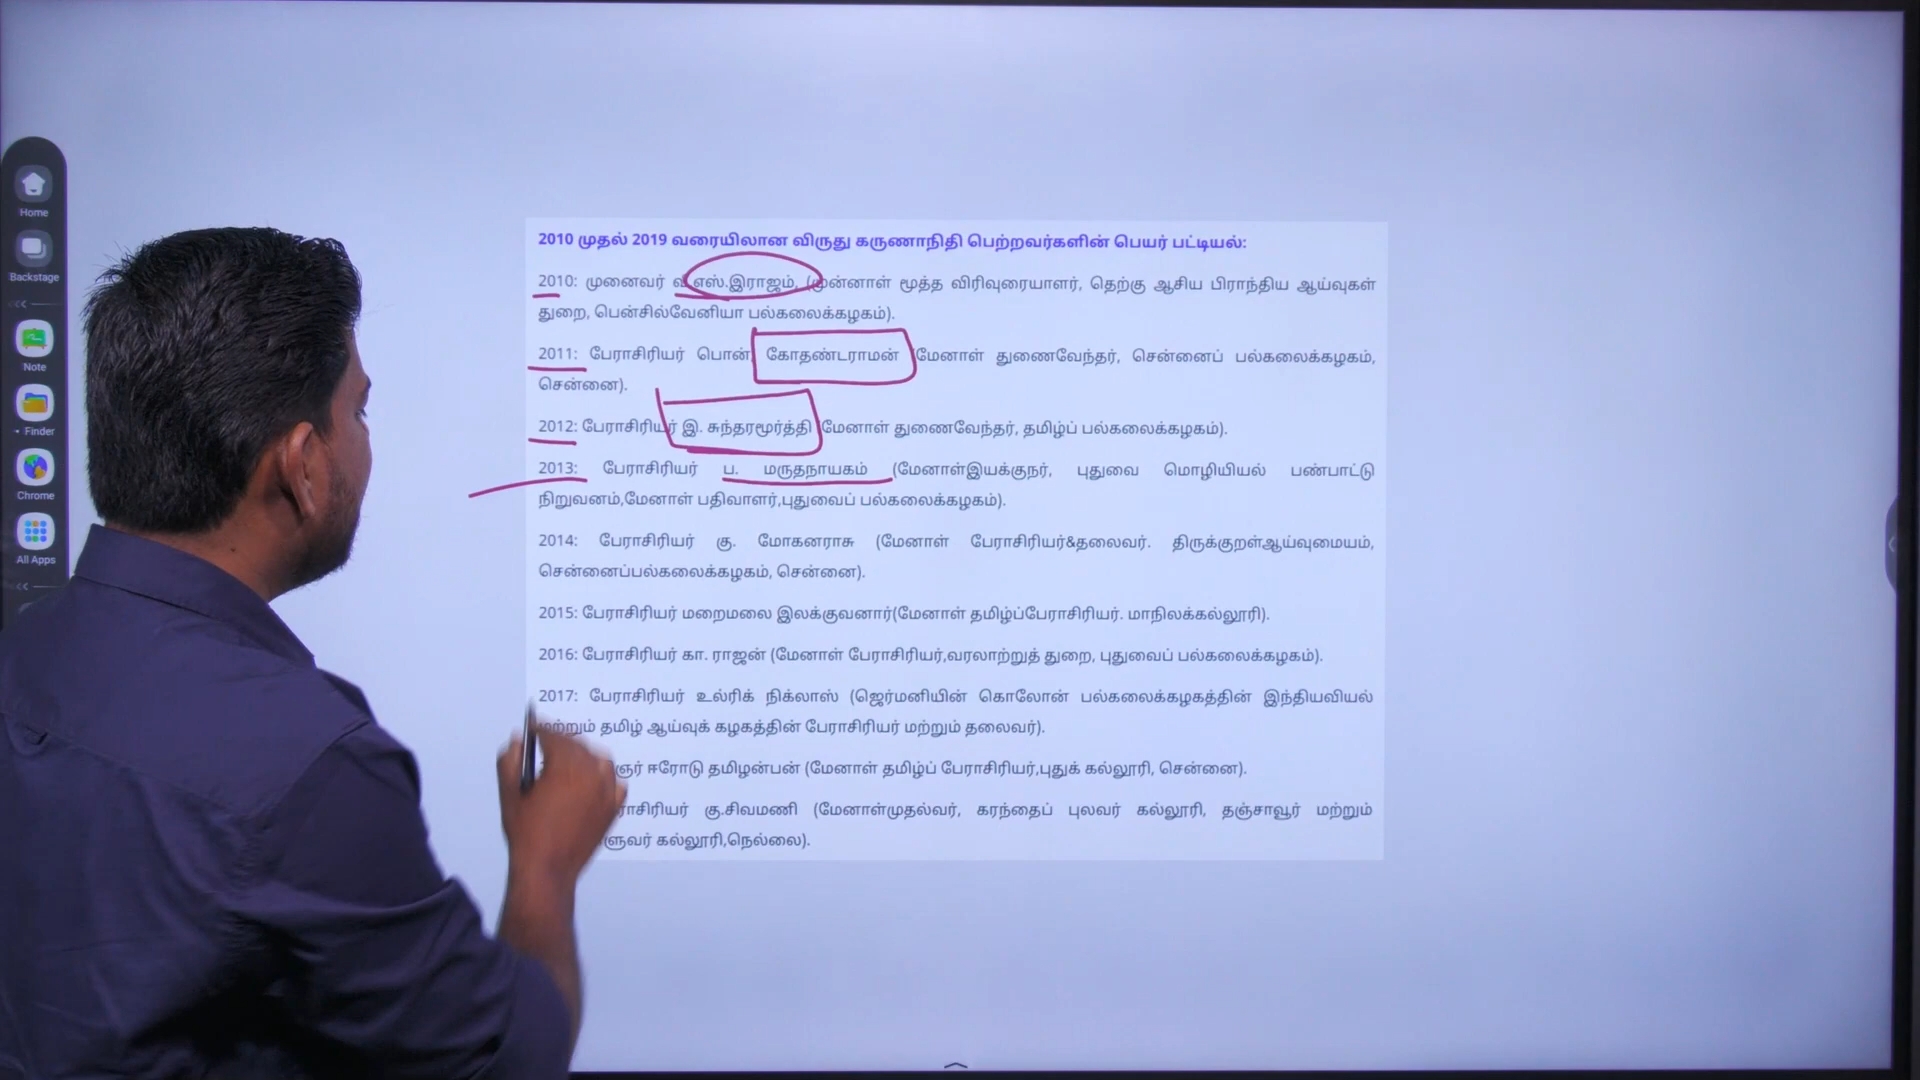 Home
Backstage
Note
Finder
Chrome
All Apps
2010 முதல் 2019 வரையிலான விருது கருணாநிதி பெற்றவர்களின் பெயர் பட்டியல்:
2010: முனைவர் வி.எஸ்.இராஜம், (முன்னாள் மூத்த விரிவுரையாளர், தெற்கு ஆசிய பிராந்திய ஆய்வுகள்
துறை, பென்சில்வேனியா பல்கலைக்கழகம்).
2011: பேராசிரியர் பொன். கோதண்டராமன் (மேனாள் துணைவேந்தர், சென்னைப் பல்கலைக்கழகம்,
சென்னை).
2012: பேராசிரியர் இ. சுந்தரமூர்த்தி (மேனாள் துணைவேந்தர், தமிழ்ப் பல்கலைக்கழகம்).
2013: பேராசிரியர் ப. மருதநாயகம் (மேனாள்இயக்குநர், புதுவை மொழியியல் பண்பாட்டு
நிறுவனம்,மேனாள் பதிவாளர்,புதுவைப் பல்கலைக்கழகம்).
2014: பேராசிரியர் கு. மோகனராசு (மேனாள் பேராசிரியர்&தலைவர். திருக்குறள்ஆய்வுமையம்,
சென்னைப்பல்கலைக்கழகம், சென்னை).
2015: பேராசிரியர் மறைமலை இலக்குவனார்(மேனாள் தமிழ்ப்பேராசிரியர். மாநிலக்கல்லூரி).
2016: பேராசிரியர் கா. ராஜன் (மேனாள் பேராசிரியர்,வரலாற்றுத் துறை, புதுவைப் பல்கலைக்கழகம்).
2017: பேராசிரியர் உல்ரிக் நிக்லாஸ் (ஜெர்மனியின் கொலோன் பல்கலைக்கழகத்தின் இந்தியவியல்
மற்றும் தமிழ் ஆய்வுக் கழகத்தின் பேராசிரியர் மற்றும் தலைவர்).
ஈரோடு தமிழன்பன் (மேனாள் தமிழ்ப் பேராசிரியர்,புதுக் கல்லூரி, சென்னை).
கு.சிவமணி (மேனாள்முதல்வர், கரந்தைப் புலவர் கல்லூரி, தஞ்சாவூர் மற்றும்
கல்லூரி,நெல்லை).